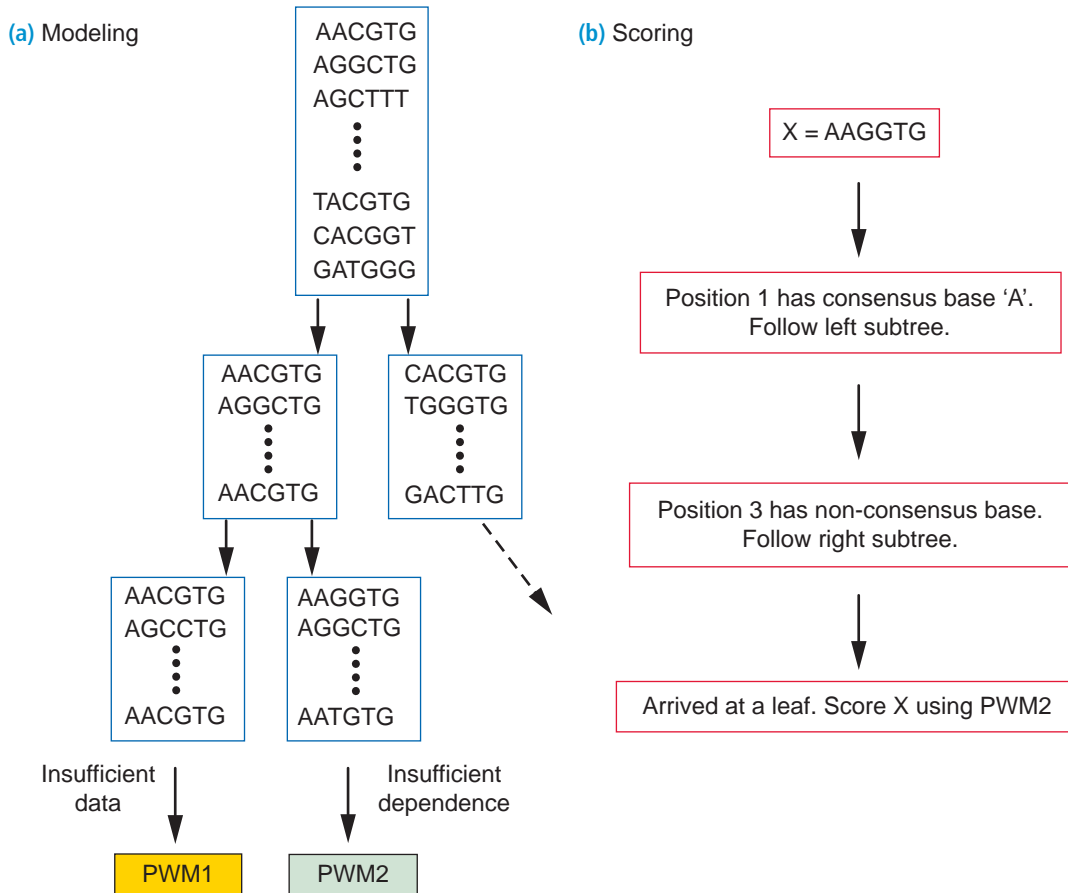 (a) Modeling
AACGTG
AGGCTG
AGCTTT
TACGTG
CACGGT
GATGGG
AACGTG
AGGCTG
AACGTG
CACGTG
TGGGTG
GACTTG
AACGTG
AGCCTG
AACGTG
AAGGTG
AGGCTG
AATGTG
Insufficient
data
Insufficient
dependence
PWM1
PWM2
(b) Scoring
X = AAGGTG
Position 1 has consensus base ‘A’.
Follow left subtree.
Position 3 has non-consensus base.
Follow right subtree.
Arrived at a leaf. Score X using PWM2